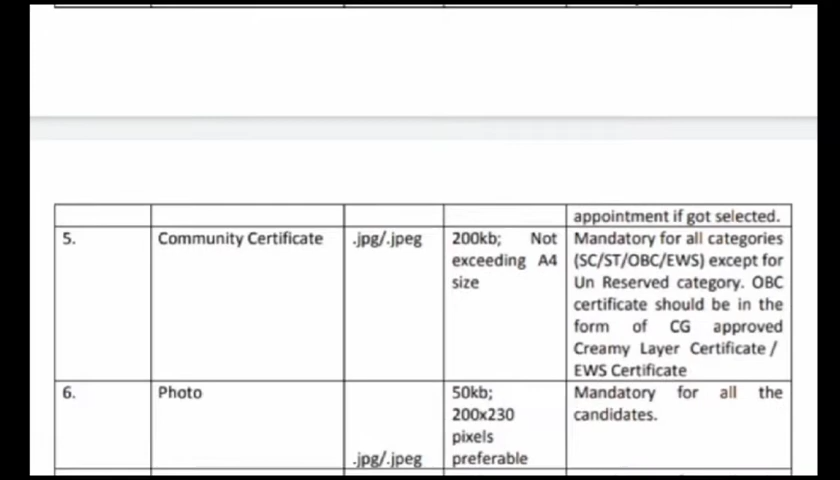 appointment if got selected.
5. Community Certificate .jpg/.jpeg 200kb; Not Mandatory for all categories
exceeding A4 (SC/ST/OBC/EWS) except for
size Un Reserved category. OBC
certificate should be in the
form of CG approved
Creamy Layer Certificate /
EWS Certificate
6. Photo 50kb; Mandatory for all the
200x230 candidates.
pixels
.jpg/.jpeg preferable